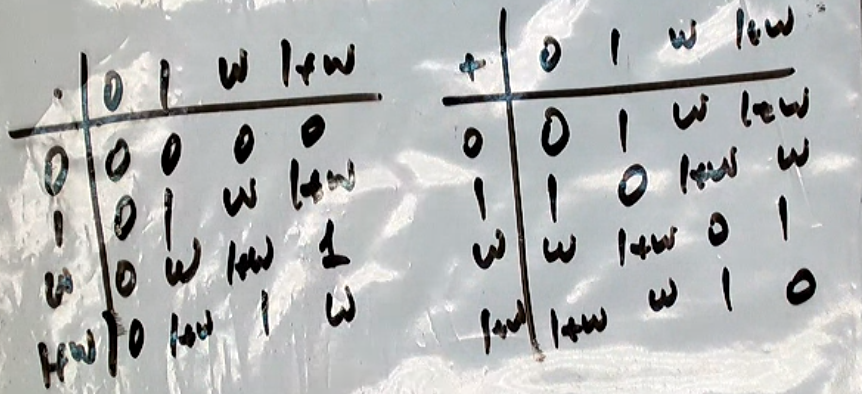 · 0 1 w 1+w
0 0 0 0 0
1 0 1 w 1+w
w 0 w 1+w 1
1+w 0 1+w 1 w
+ 0 1 w 1+w
0 0 1 w 1+w
1 1 0 1+w w
w w 1+w 0 1
1+w 1+w w 1 0